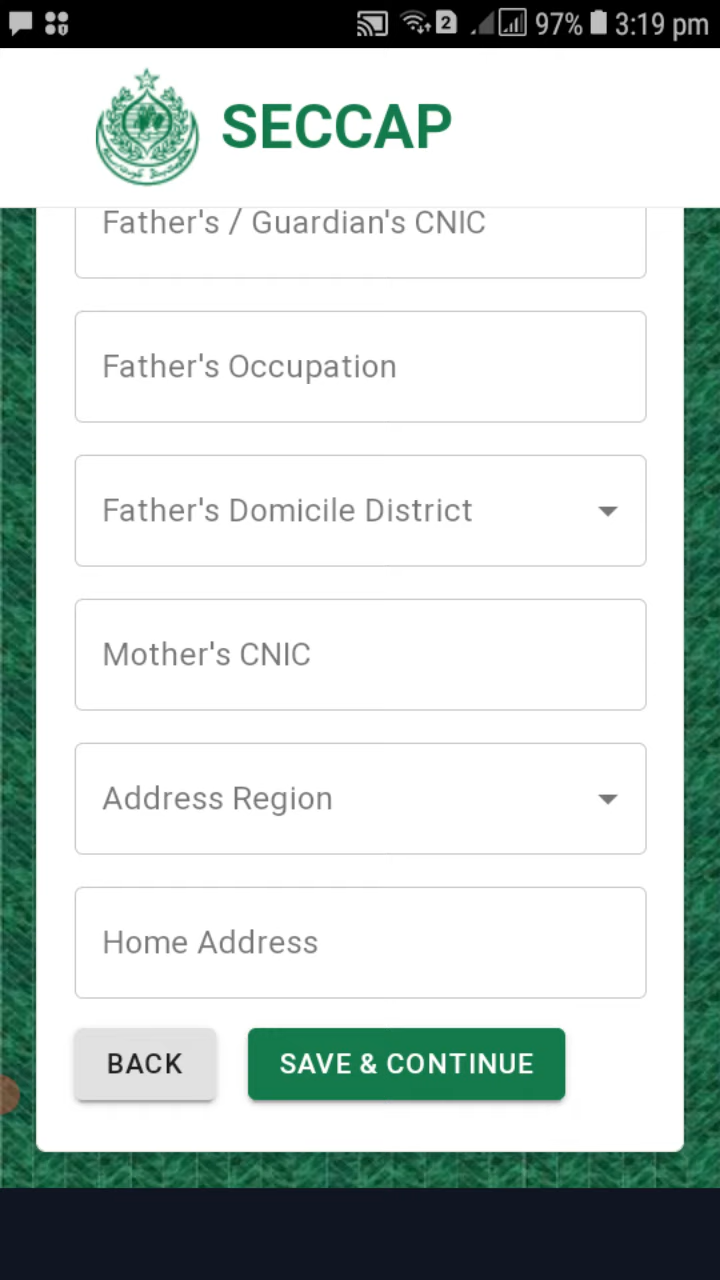 2 97% 3:19 pm
SECCAP
Father's / Guardian's CNIC
Father's Occupation
Father's Domicile District
Mother's CNIC
Address Region
Home Address
BACK SAVE & CONTINUE